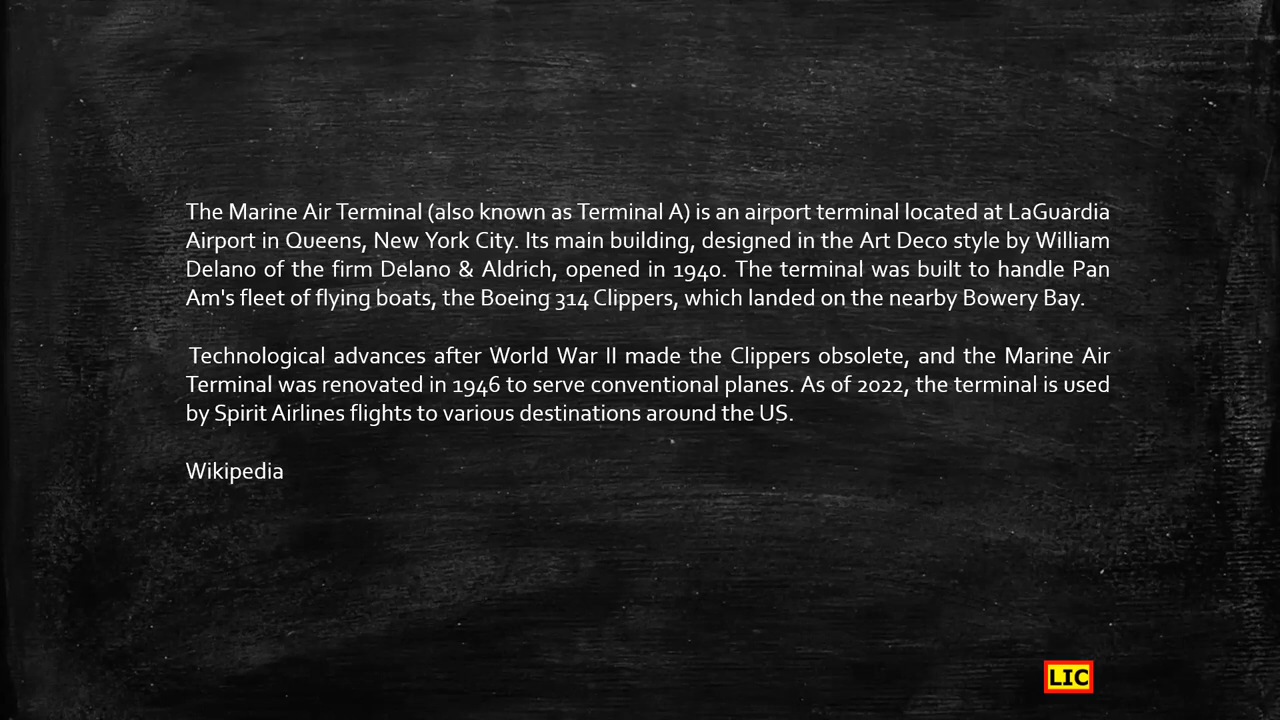 The Marine Air Terminal (also known as Terminal A) is an airport terminal located at LaGuardia
Airport in Queens, New York City. Its main building, designed in the Art Deco style by William
Delano of the firm Delano & Aldrich, opened in 1940. The terminal was built to handle Pan
Am's fleet of flying boats, the Boeing 314 Clippers, which landed on the nearby Bowery Bay.
Technological advances after World War II made the Clippers obsolete, and the Marine Air
Terminal was renovated in 1946 to serve conventional planes. As of 2022, the terminal is used
by Spirit Airlines flights to various destinations around the US.
Wikipedia
LIC